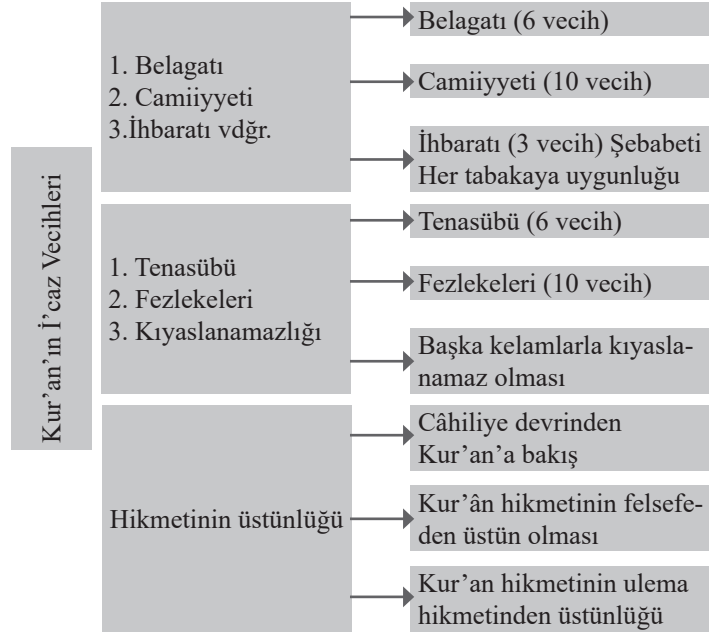 Kur’an’ın İ’caz Vecihleri
1. Belagatı
2. Camiiyyeti
3.İhbaratı vdğr.
Belagatı (6 vecih)
Camiiyyeti (10 vecih)
İhbaratı (3 vecih) Şebabeti
Her tabakaya uygunluğu
1. Tenasübü
2. Fezlekeleri
3. Kıyaslanamazlığı
Tenasübü (6 vecih)
Fezlekeleri (10 vecih)
Başka kelamlarla kıyasla-
namaz olması
Hikmetinin üstünlüğü
Câhiliye devrinden
Kur’an’a bakış
Kur’ân hikmetinin felsefe-
den üstün olması
Kur’an hikmetinin ulema
hikmetinden üstünlüğü